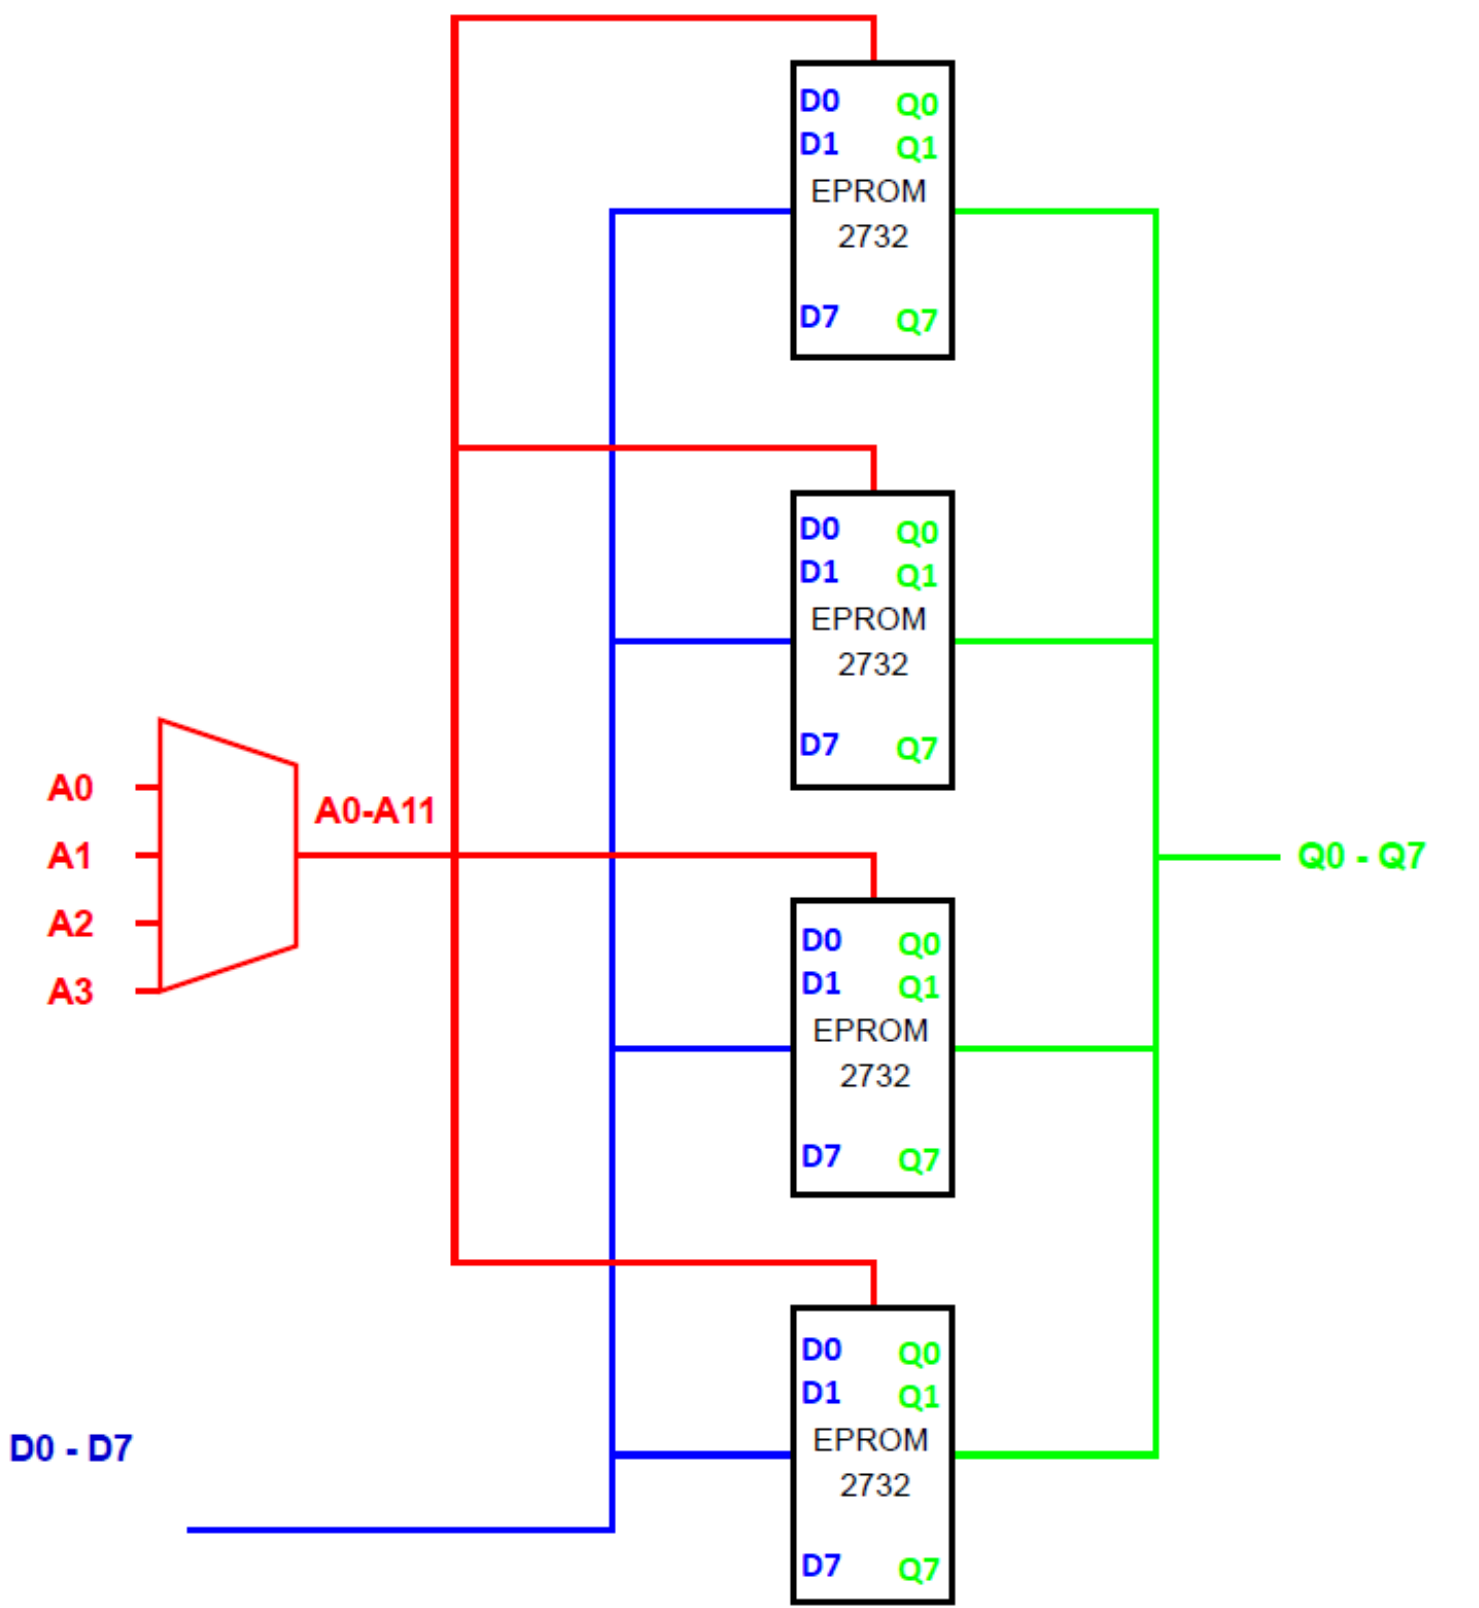 D0 Q0
D1 Q1
EPROM
2732
D7 Q7
D0 Q0
D1 Q1
EPROM
2732
D7 Q7
A0
A0-A11
A1
A2
A3
Q0 - Q7
D0 Q0
D1 Q1
EPROM
2732
D7 Q7
D0 Q0
D1 Q1
EPROM
2732
D7 Q7
D0 - D7